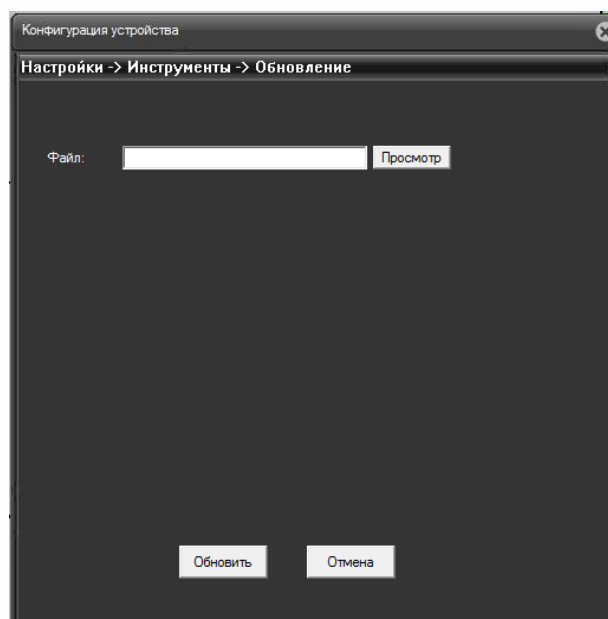 Конфигурация устройства
Настройки -> Инструменты -> Обновление
Файл: Просмотр
Обновить Отмена